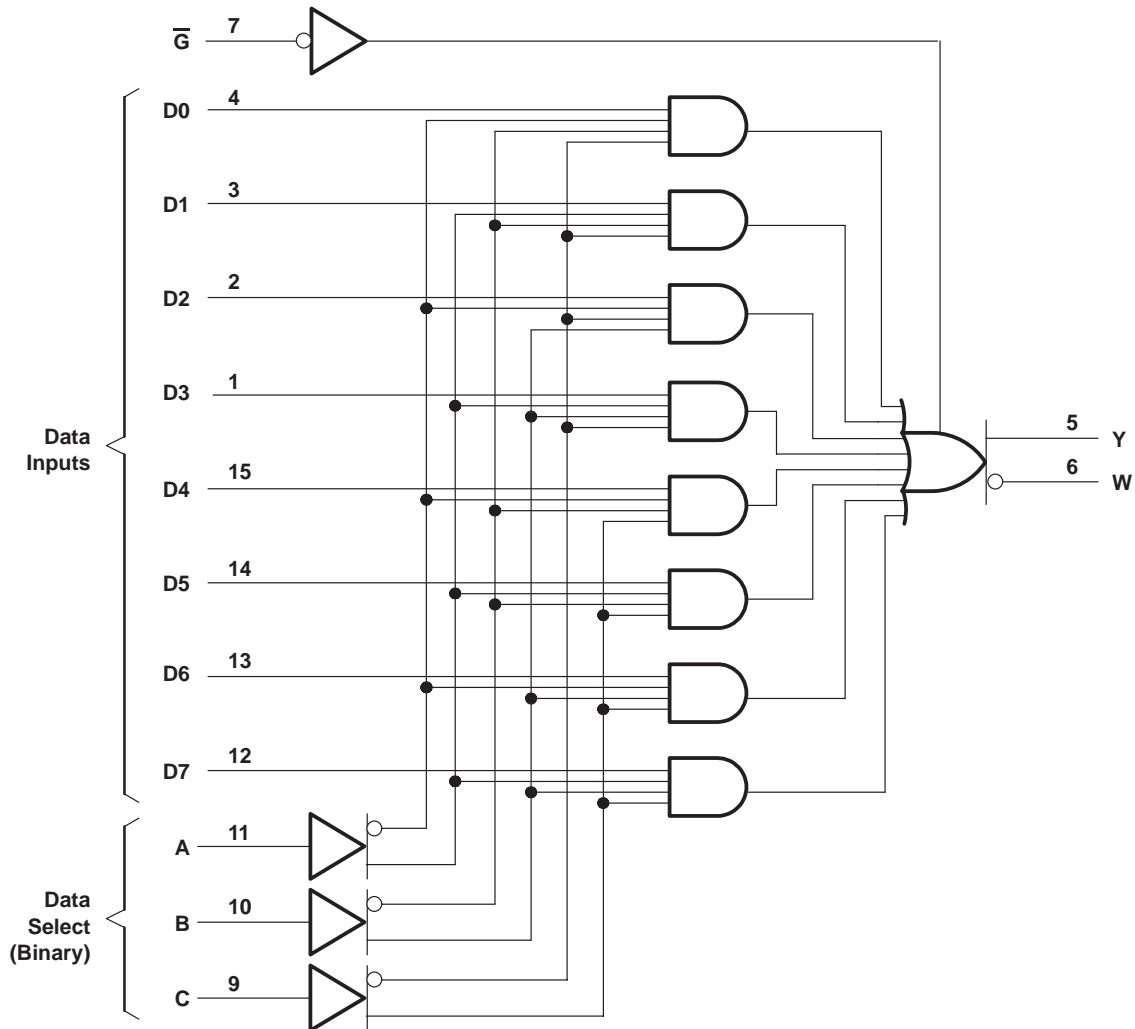 G̅ 7
D0 4
D1 3
D2 2
D3 1
Data
Inputs
5 Y
6 W
D4 15
D5 14
D6 13
D7 12
A 11
Data
Select
(Binary)
B 10
C 9